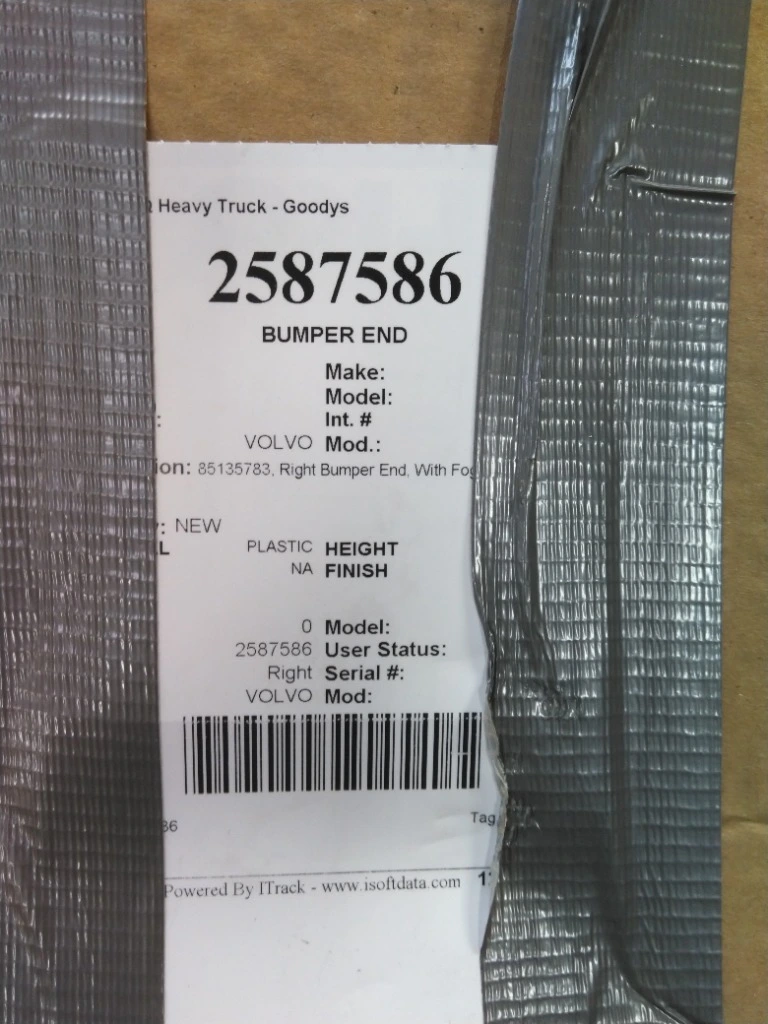 Heavy Truck - Goodys
2587586
BUMPER END
Make:
Model:
: Int. #
VOLVO Mod.:
ion: 85135783, Right Bumper End, With Fog
: NEW
L PLASTIC HEIGHT
NA FINISH
0 Model:
2587586 User Status:
Right Serial #:
VOLVO Mod:
36 Tag
Powered By ITrack - www.isoftdata.com